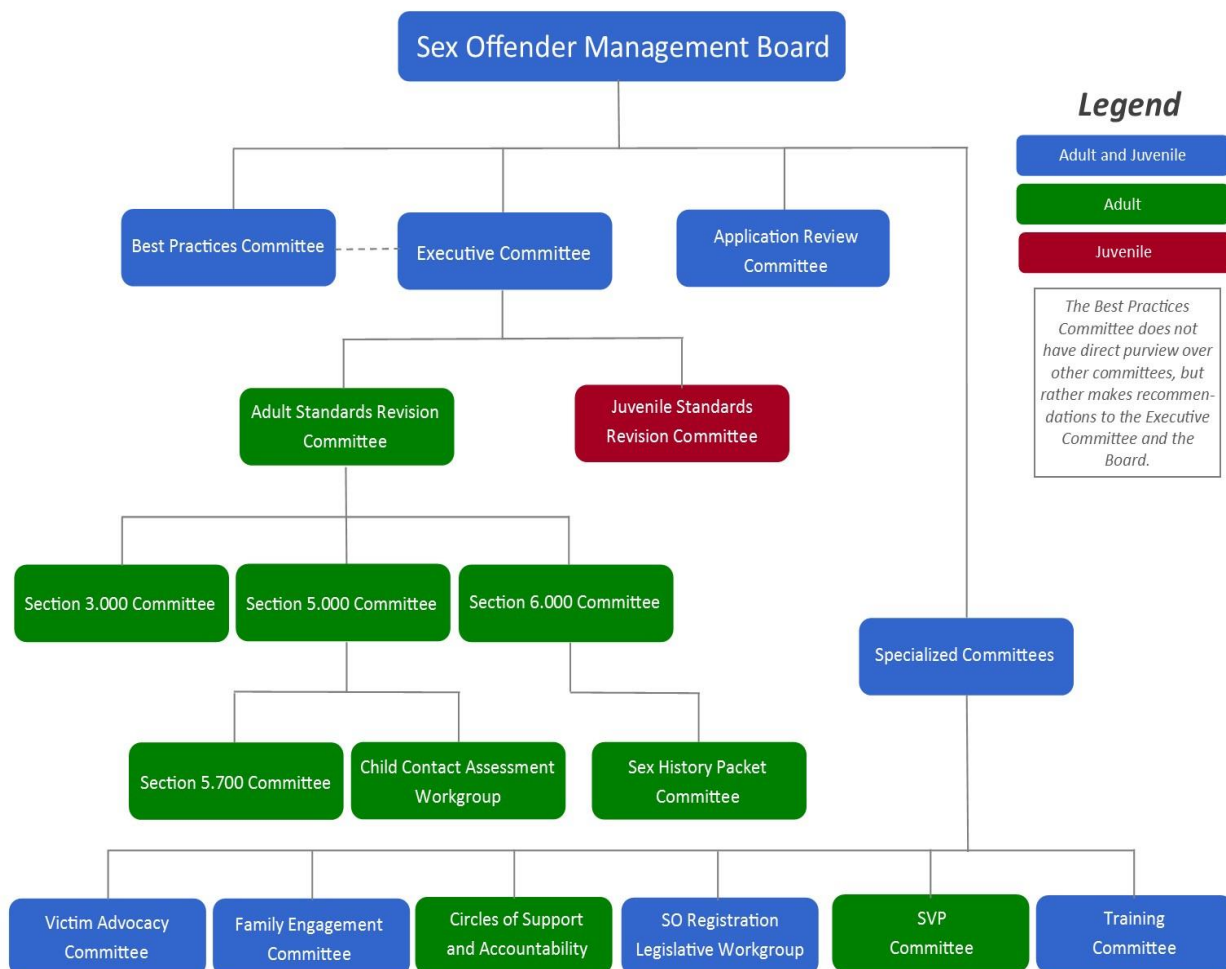 Sex Offender Management Board
Legend
Adult and Juvenile
Adult
Juvenile
The Best Practices
Committee does not
have direct purview over
other committees, but
rather makes recommen-
dations to the Executive
Committee and the
Board.
Best Practices Committee
Executive Committee
Application Review
Committee
Adult Standards Revision
Committee
Juvenile Standards
Revision Committee
Section 3.000 Committee
Section 5.000 Committee
Section 6.000 Committee
Specialized Committees
Section 5.700 Committee
Child Contact Assessment
Workgroup
Sex History Packet
Committee
Victim Advocacy
Committee
Family Engagement
Committee
Circles of Support
and Accountability
SO Registration
Legislative Workgroup
SVP
Committee
Training
Committee